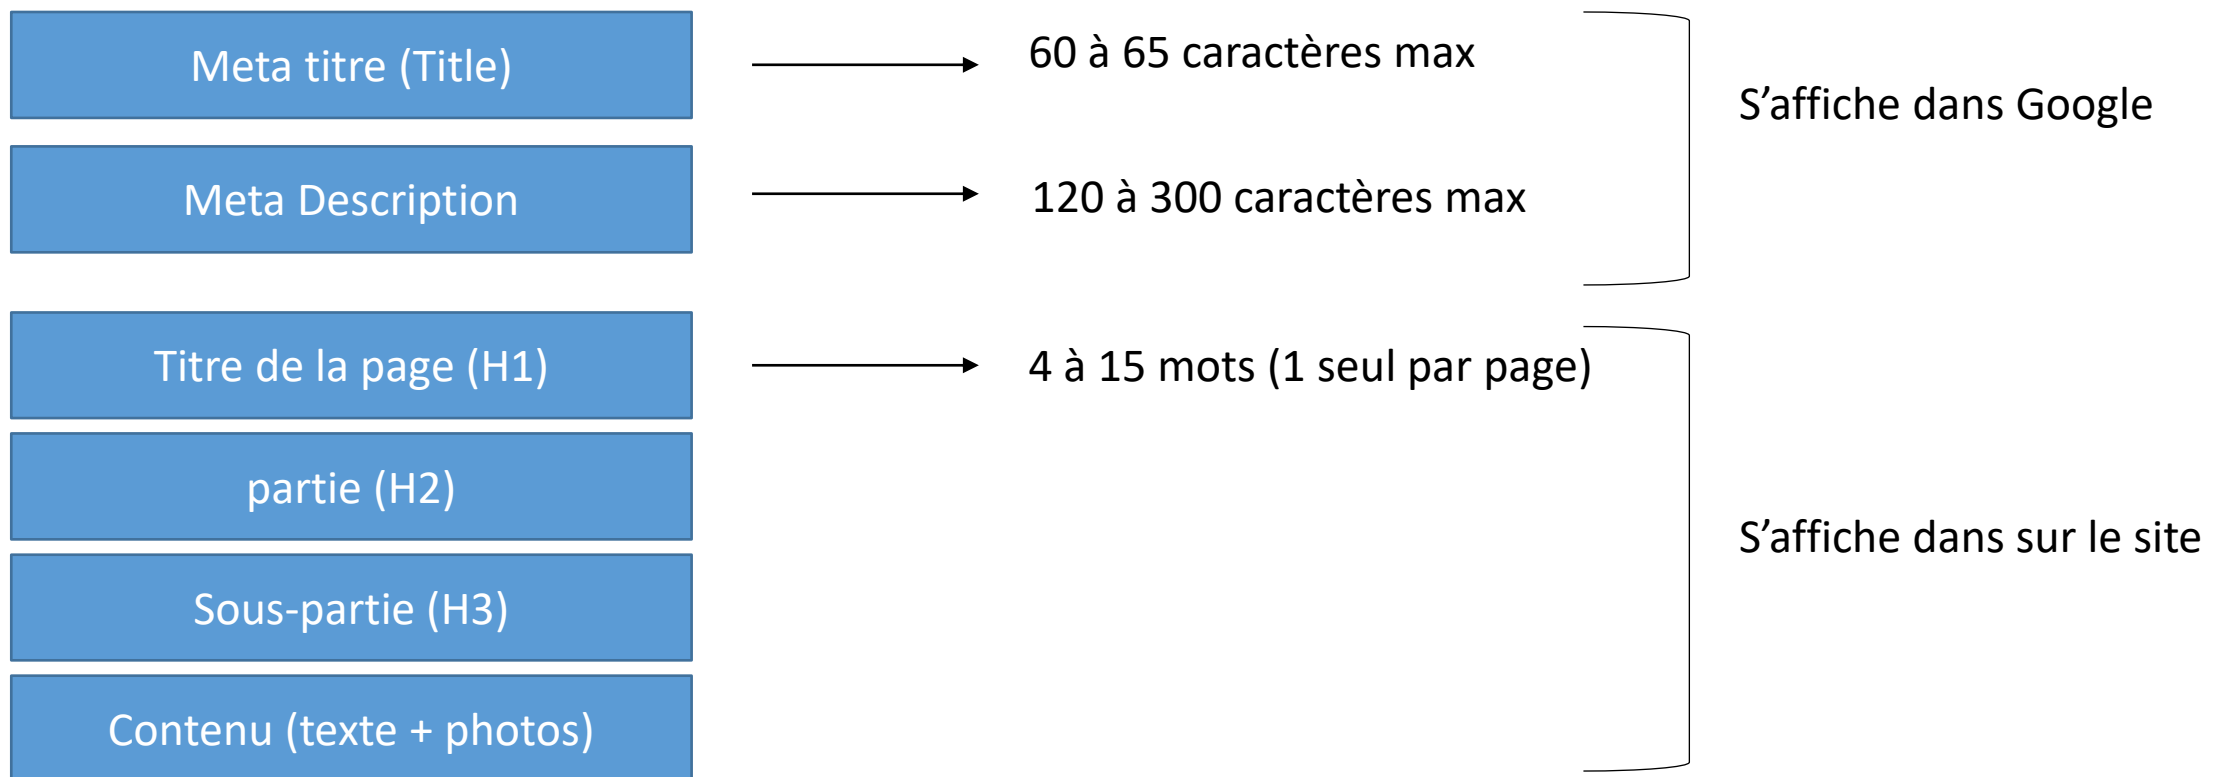 Meta titre (Title)
60 à 65 caractères max
S’affiche dans Google
Meta Description
120 à 300 caractères max
Titre de la page (H1)
4 à 15 mots (1 seul par page)
partie (H2)
S’affiche dans sur le site
Sous-partie (H3)
Contenu (texte + photos)